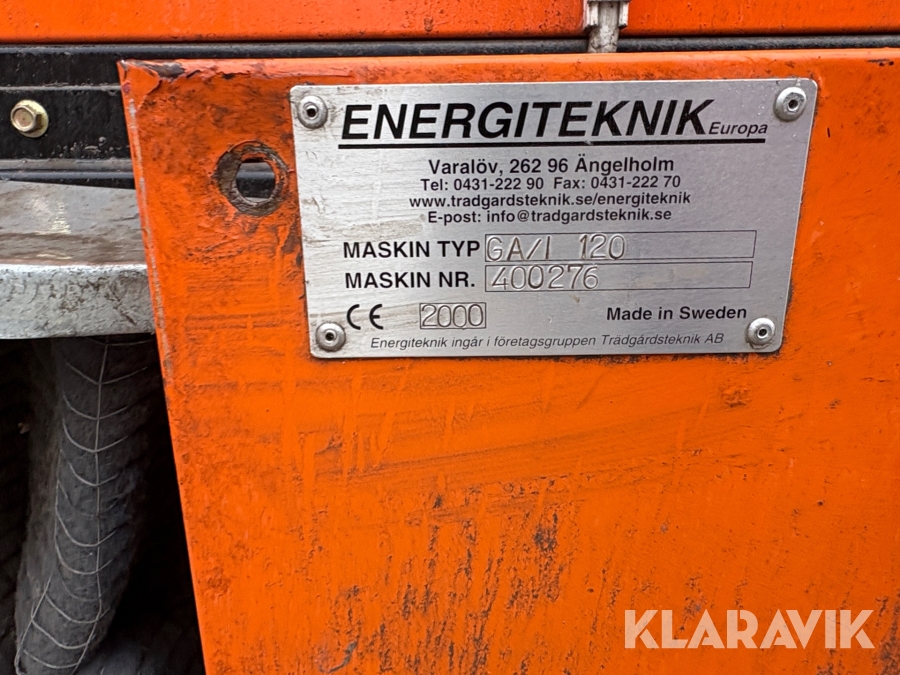 ENERGITEKNIK Europa
Varalöv, 262 96 Ängelholm
Tel: 0431-222 90 Fax: 0431-222 70
www.tradgardsteknik.se/energiteknik
E-post: info@tradgardsteknik.se
MASKIN TYP GA/I 120
MASKIN NR. 400276
CE 2000 Made in Sweden
Energiteknik ingår i företagsgruppen Trädgårdsteknik AB
KLARAVIK